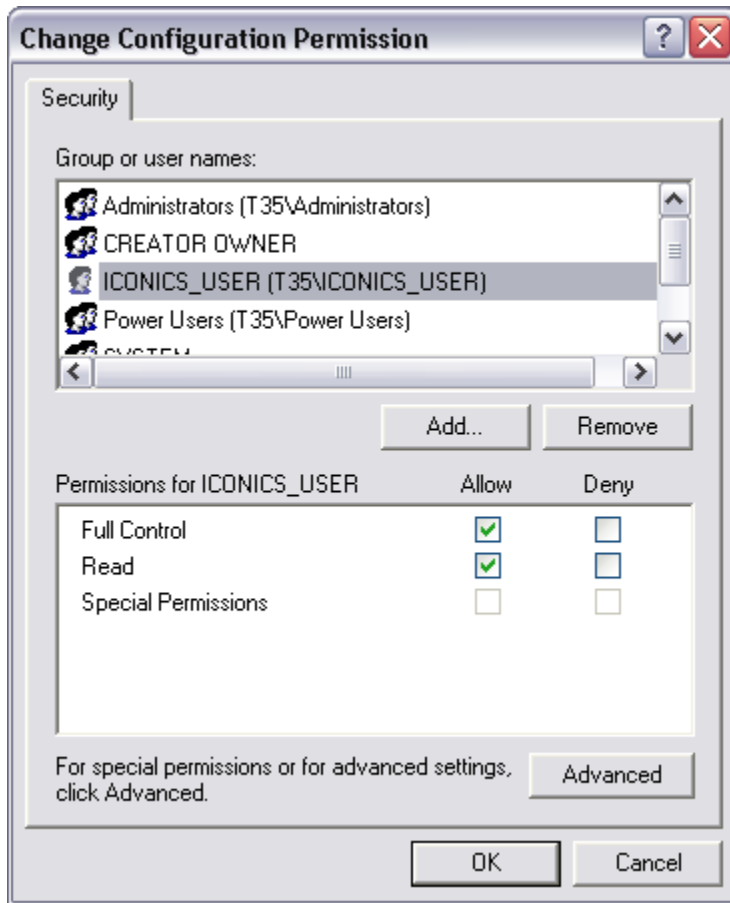 Change Configuration Permission
Security
Group or user names:
Administrators (T35\Administrators)
CREATOR OWNER
ICONICS_USER (T35\ICONICS_USER)
Power Users (T35\Power Users)
SYSTEM
Add... Remove
Permissions for ICONICS_USER Allow Deny
Full Control
Read
Special Permissions
For special permissions or for advanced settings,
click Advanced.
Advanced
OK Cancel